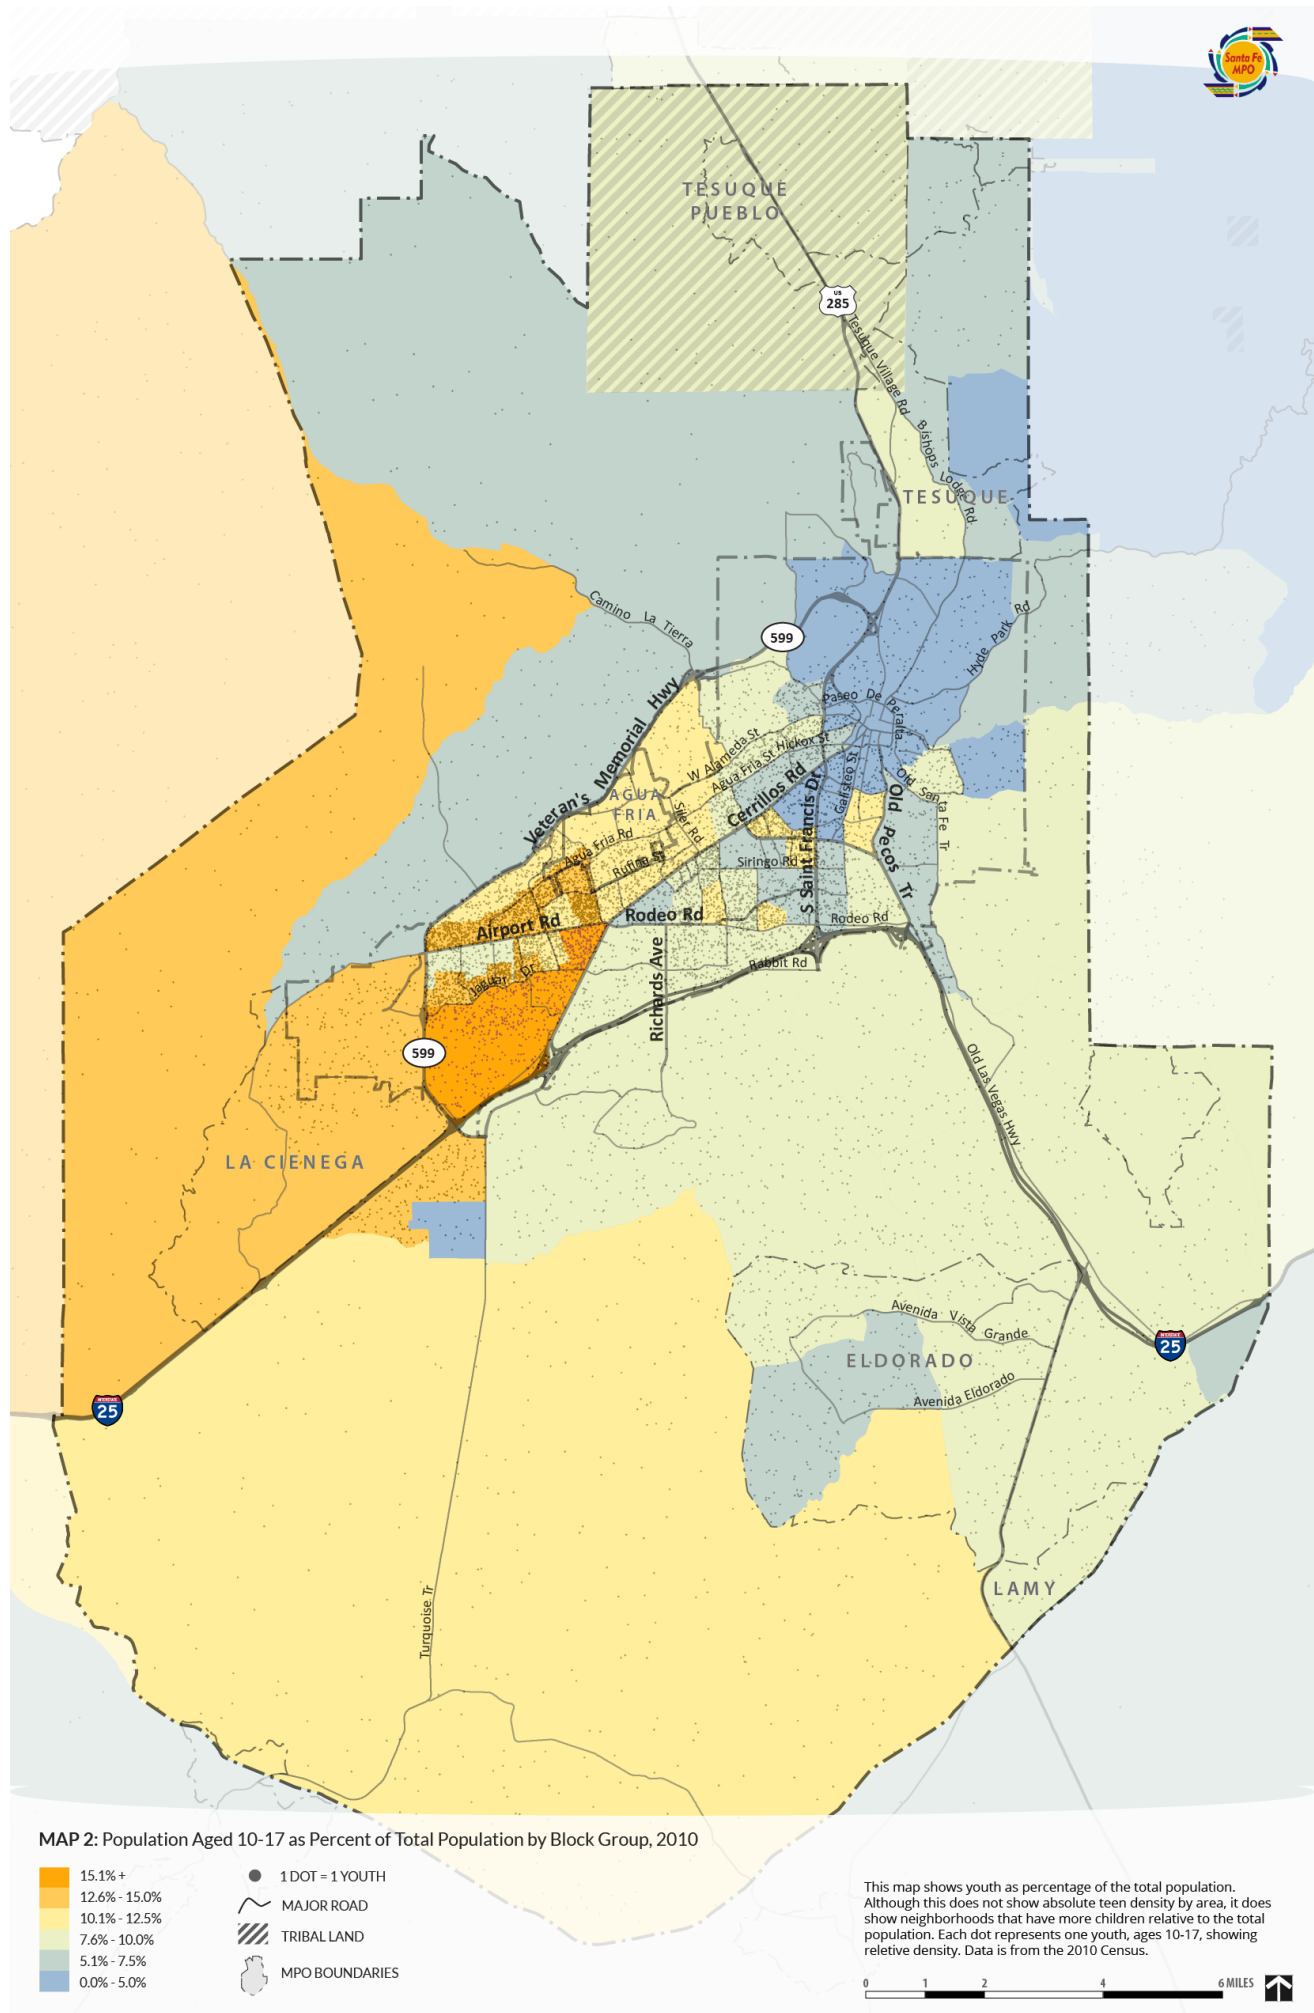 Santa Fe
MPO
TESUQUE
PUEBLO
US
285
Tesuque Village Rd
Bishops Lodge Rd
TESUQUE
Camino La Tierra
599
Hyde Park Rd
Paseo De Peralta
Veteran's Memorial Hwy
W Alameda St
Hickox St
Agua Fria St
Cerrillos Rd
Galisteo St
Old Santa Fe Tr
AGUA
FRIA
Siler Rd
S Saint Francis Dr
Old Pecos Tr
Agua Fria Rd
Rufina St
Siringo Rd
Airport Rd
Rodeo Rd
Rodeo Rd
Jaguar Dr
Richards Ave
Rabbit Rd
599
Old Las Vegas Hwy
LA CIENEGA
Avenida Vista Grande
ELDORADO
INTERSTATE
25
Avenida Eldorado
INTERSTATE
25
LAMY
Turquoise Tr
MAP 2: Population Aged 10-17 as Percent of Total Population by Block Group, 2010
15.1% +
12.6% - 15.0%
10.1% - 12.5%
7.6% - 10.0%
5.1% - 7.5%
0.0% - 5.0%
1 DOT = 1 YOUTH
MAJOR ROAD
TRIBAL LAND
MPO BOUNDARIES
This map shows youth as percentage of the total population.
Although this does not show absolute teen density by area, it does
show neighborhoods that have more children relative to the total
population. Each dot represents one youth, ages 10-17, showing
reletive density. Data is from the 2010 Census.
0 1 2 4 6 MILES